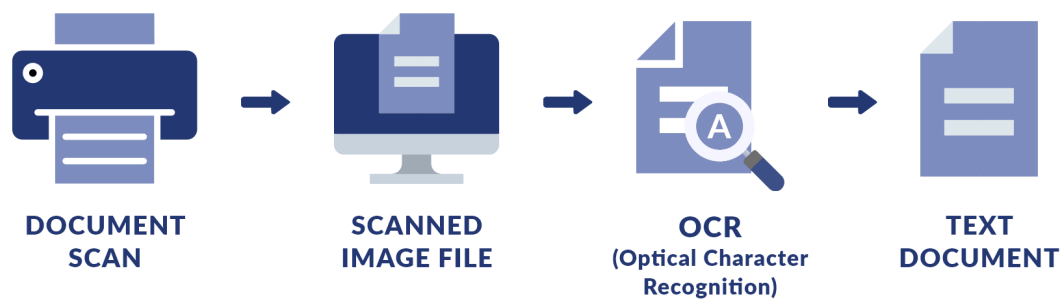 A
DOCUMENT
SCAN
SCANNED
IMAGE FILE
OCR
(Optical Character
Recognition)
TEXT
DOCUMENT